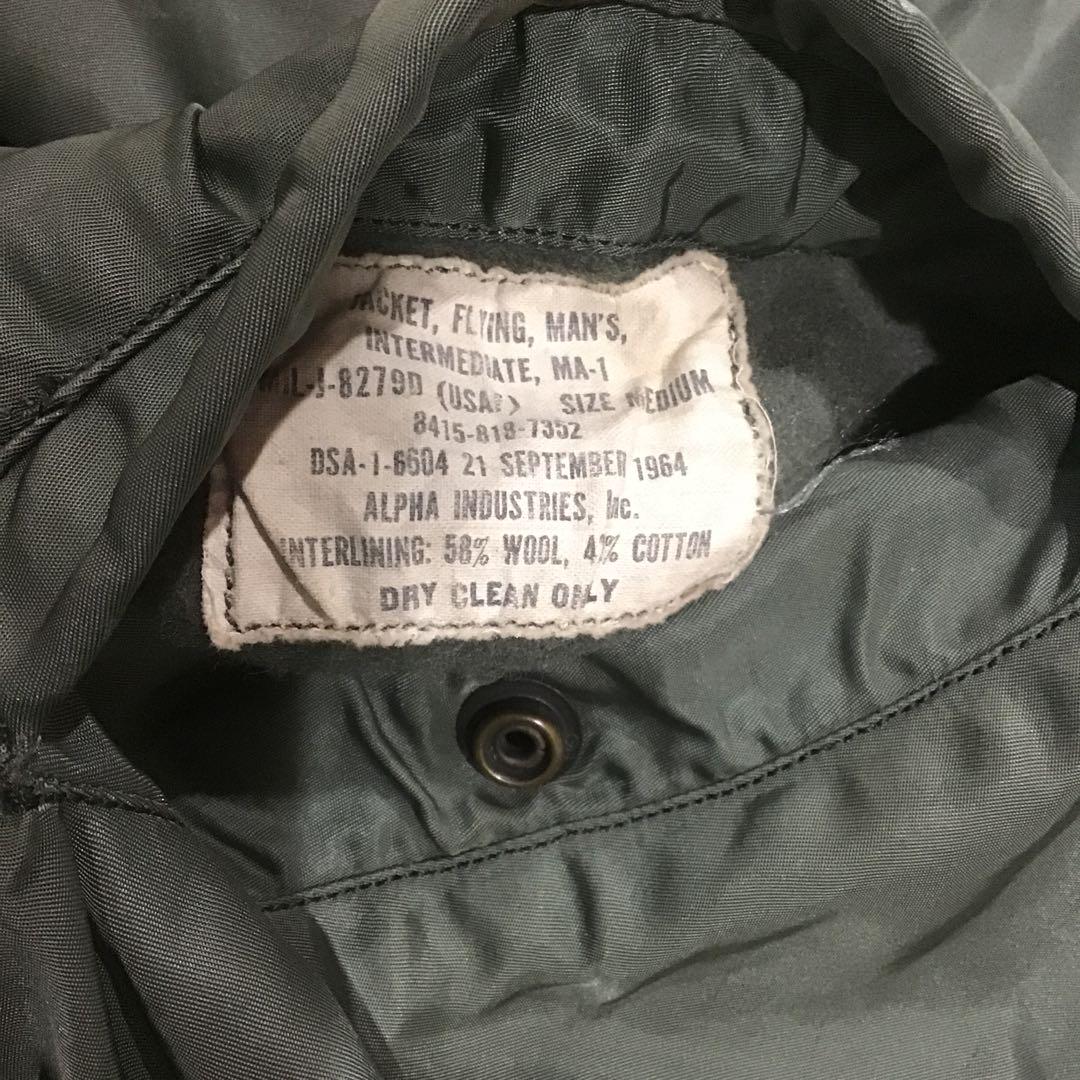 JACKET, FLYING, MAN'S,
INTERMEDIATE, MA-1
MIL-J-8279D (USAF) SIZE MEDIUM
8415-818-7352
DSA-1-6604 21 SEPTEMBER 1964
ALPHA INDUSTRIES, Inc.
INTERLINING: 58% WOOL, 42% COTTON
DRY CLEAN ONLY